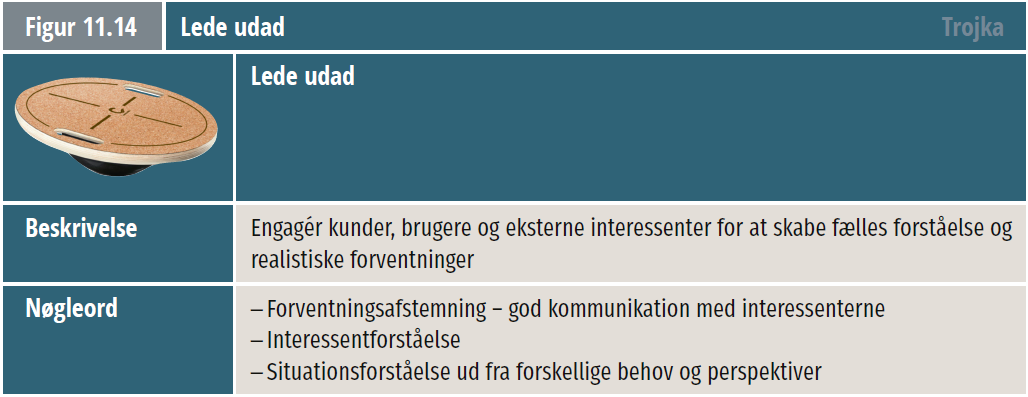 Figur 11.14
Lede udad
Trojka
Lede udad
Beskrivelse
Engagér kunder, brugere og eksterne interessenter for at skabe fælles forståelse og
realistiske forventninger
Nøgleord
– Forventningsafstemning – god kommunikation med interessenterne
– Interessentforståelse
– Situationsforståelse ud fra forskellige behov og perspektiver